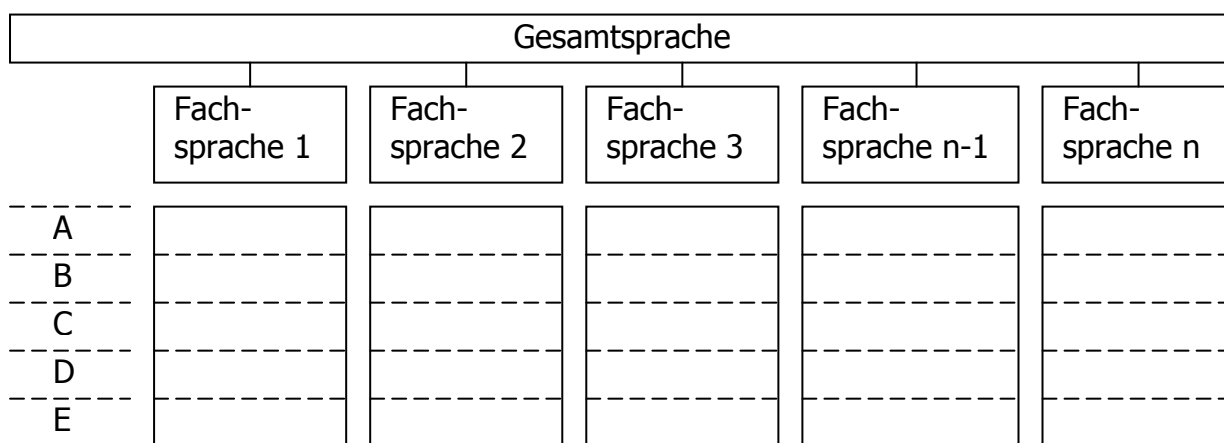 Gesamtsprache
Fach-
sprache 1
Fach-
sprache 2
Fach-
sprache 3
Fach-
sprache n-1
Fach-
sprache n
A
B
C
D
E